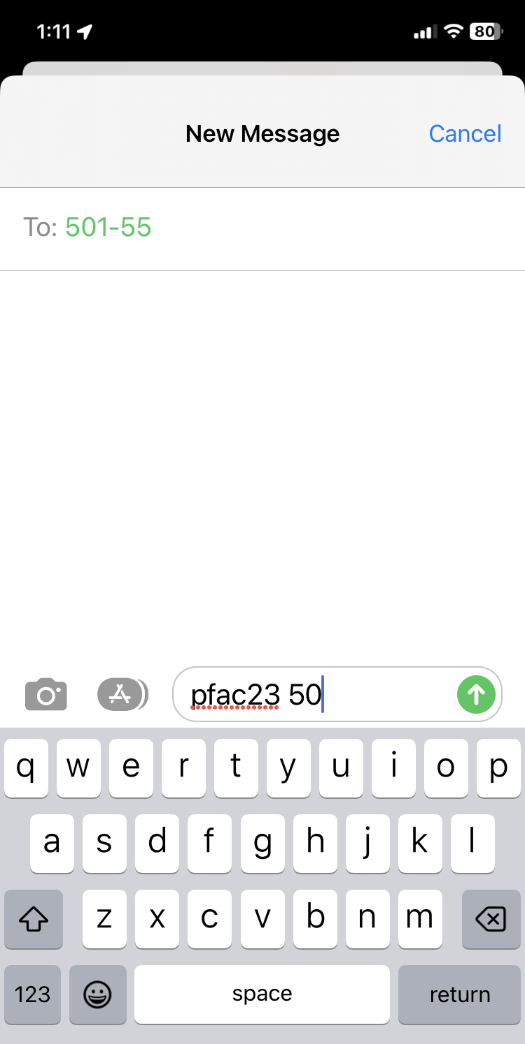 1:11 80
New Message Cancel
To: 501-55
pfac23 50
q w e r t y u i o p
a s d f g h j k l
z x c v b n m
123 space return